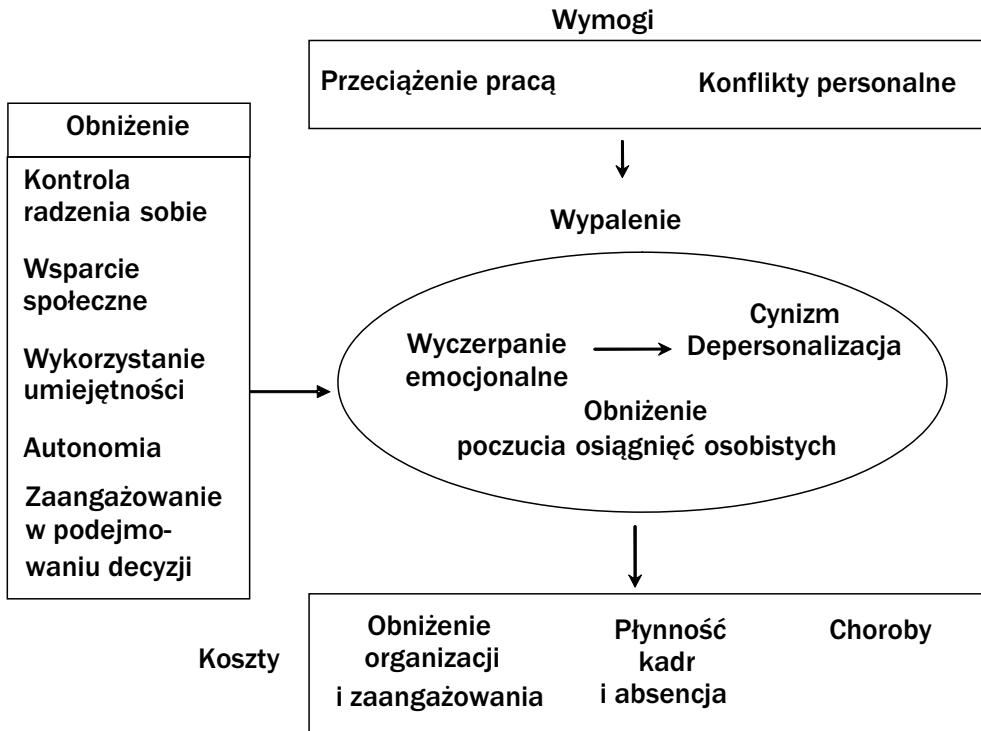 Wymogi
Przeciążenie pracą
Konflikty personalne
Obniżenie
Kontrola
radzenia sobie
Wsparcie
społeczne
Wykorzystanie
umiejętności
Autonomia
Zaangażowanie
w podejmo-
waniu decyzji
Wypalenie
Wyczerpanie
emocjonalne
Cynizm
Depersonalizacja
Obniżenie
poczucia osiągnięć osobistych
Koszty
Obniżenie
organizacji
i zaangażowania
Płynność
kadr
i absencja
Choroby